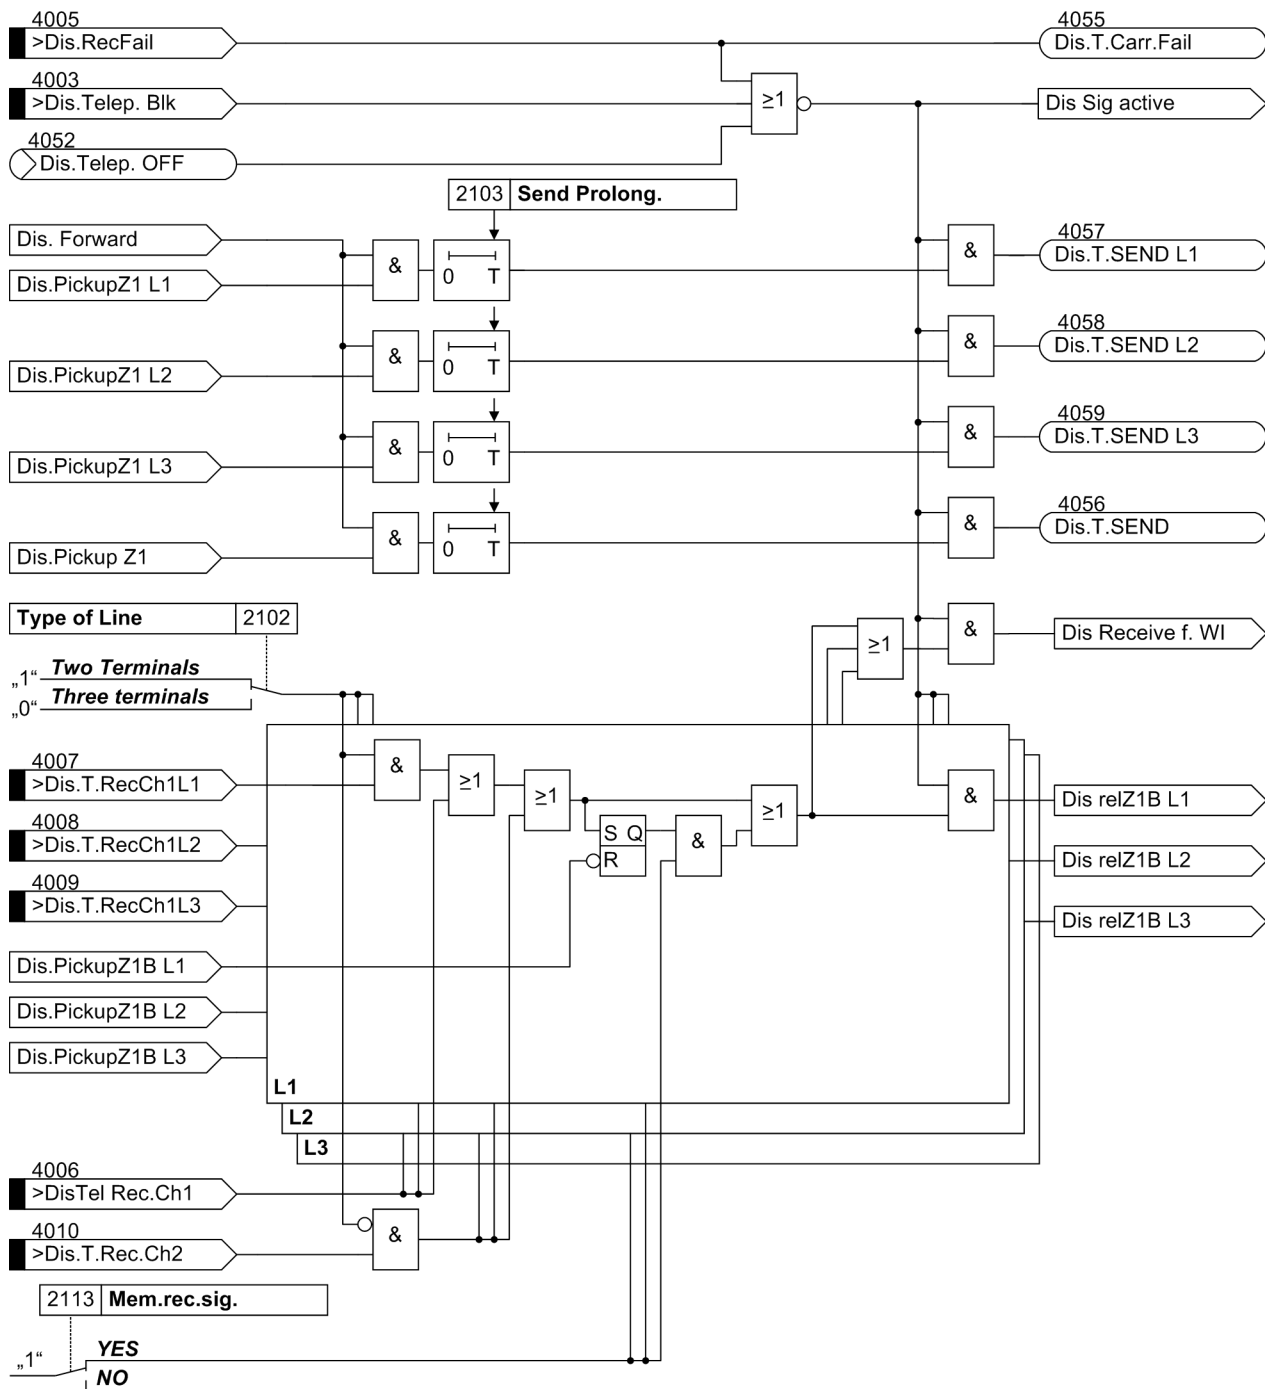 4005
>Dis.RecFail
4055
Dis.T.Carr.Fail
4003
>Dis.Telep. Blk
≥1
Dis Sig active
4052
Dis.Telep. OFF
2103 Send Prolong.
Dis. Forward
&
0 T
&
4057
Dis.T.SEND L1
Dis.PickupZ1 L1
&
0 T
&
4058
Dis.T.SEND L2
Dis.PickupZ1 L2
&
0 T
&
4059
Dis.T.SEND L3
Dis.PickupZ1 L3
&
0 T
&
4056
Dis.T.SEND
Dis.Pickup Z1
Type of Line 2102
≥1
&
Dis Receive f. WI
„1“ Two Terminals
„0“ Three terminals
4007
>Dis.T.RecCh1L1
&
≥1
≥1
≥1
&
Dis relZ1B L1
4008
>Dis.T.RecCh1L2
S Q
R
&
Dis relZ1B L2
4009
>Dis.T.RecCh1L3
Dis relZ1B L3
Dis.PickupZ1B L1
Dis.PickupZ1B L2
Dis.PickupZ1B L3
L1
L2
L3
4006
>DisTel Rec.Ch1
4010
>Dis.T.Rec.Ch2
&
2113 Mem.rec.sig.
„1“
YES
NO